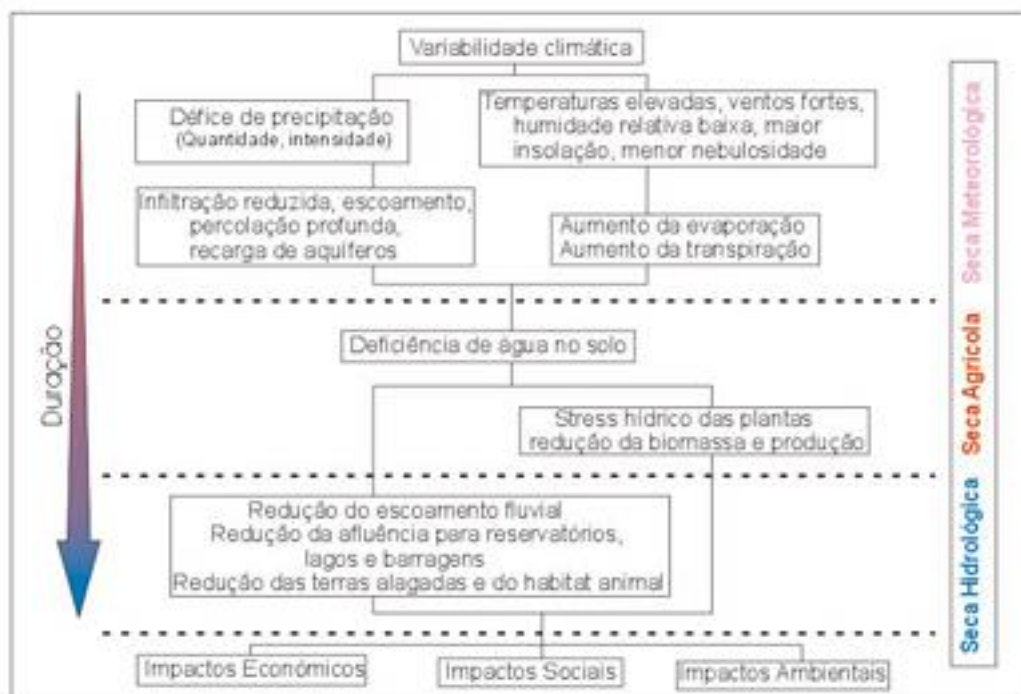 Variabilidade climática
Défice de precipitação
(Quantidade, intensidade)
Temperaturas elevadas, ventos fortes,
humidade relativa baixa, maior
insolação, menor nebulosidade
Infiltração reduzida, escoamento,
percolação profunda,
recarga de aquíferos
Aumento da evaporação
Aumento da transpiração
Seca Meteorológica
Duração
Deficiência de água no solo
Stress hídrico das plantas
redução da biomassa e produção
Seca Agrícola
Redução do escoamento fluvial
Redução da afluência para reservatórios,
lagos e barragens
Redução das terras alagadas e do habitat animal
Seca Hidrológica
Impactos Económicos
Impactos Sociais
Impactos Ambientais